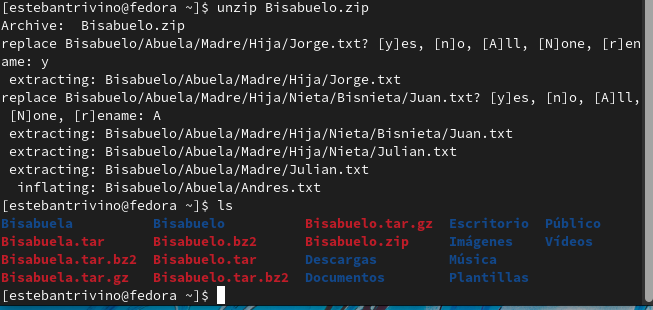 [estebantrivino@fedora ~]$ unzip Bisabuelo.zip
Archive:  Bisabuelo.zip
replace Bisabuelo/Abuela/Madre/Hija/Jorge.txt? [y]es, [n]o, [A]ll, [N]one, [r]en
ame: y
 extracting: Bisabuelo/Abuela/Madre/Hija/Jorge.txt
replace Bisabuelo/Abuela/Madre/Hija/Nieta/Bisnieta/Juan.txt? [y]es, [n]o, [A]ll,
 [N]one, [r]ename: A
 extracting: Bisabuelo/Abuela/Madre/Hija/Nieta/Bisnieta/Juan.txt
 extracting: Bisabuelo/Abuela/Madre/Hija/Nieta/Julian.txt
 extracting: Bisabuelo/Abuela/Madre/Julian.txt
  inflating: Bisabuelo/Abuela/Andres.txt
[estebantrivino@fedora ~]$ ls
Bisabuela          Bisabuelo          Bisabuelo.tar.gz  Escritorio  Público
Bisabuela.tar      Bisabuelo.bz2      Bisabuelo.zip     Imágenes    Vídeos
Bisabuela.tar.bz2  Bisabuelo.tar      Descargas         Música
Bisabuela.tar.gz   Bisabuelo.tar.bz2  Documentos        Plantillas
[estebantrivino@fedora ~]$